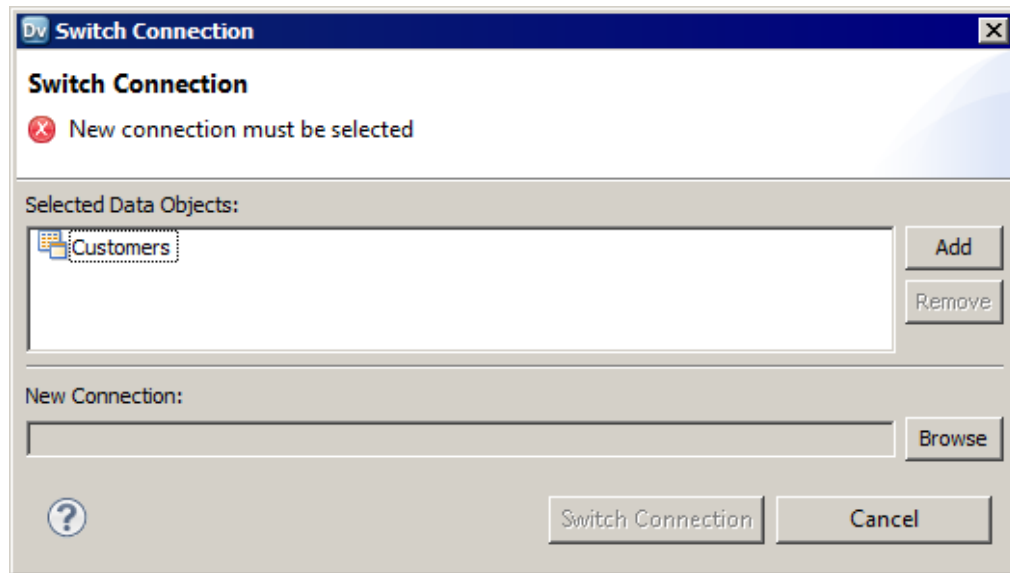 Dv Switch Connection
Switch Connection
New connection must be selected
Selected Data Objects:
Customers
Add
Remove
New Connection:
Browse
?
Switch Connection
Cancel